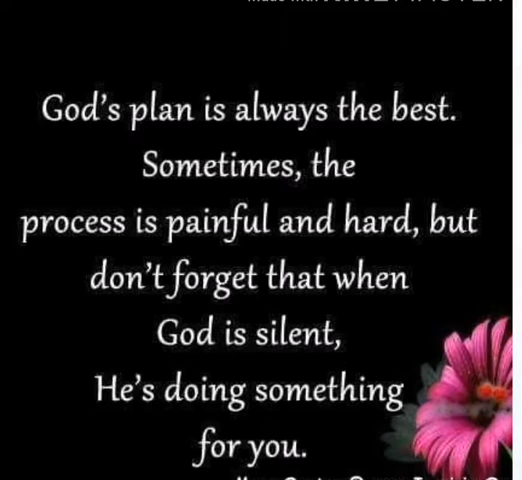 God's plan is always the best.
Sometimes, the
process is painful and hard, but
don't forget that when
God is silent,
He's doing something
for you.